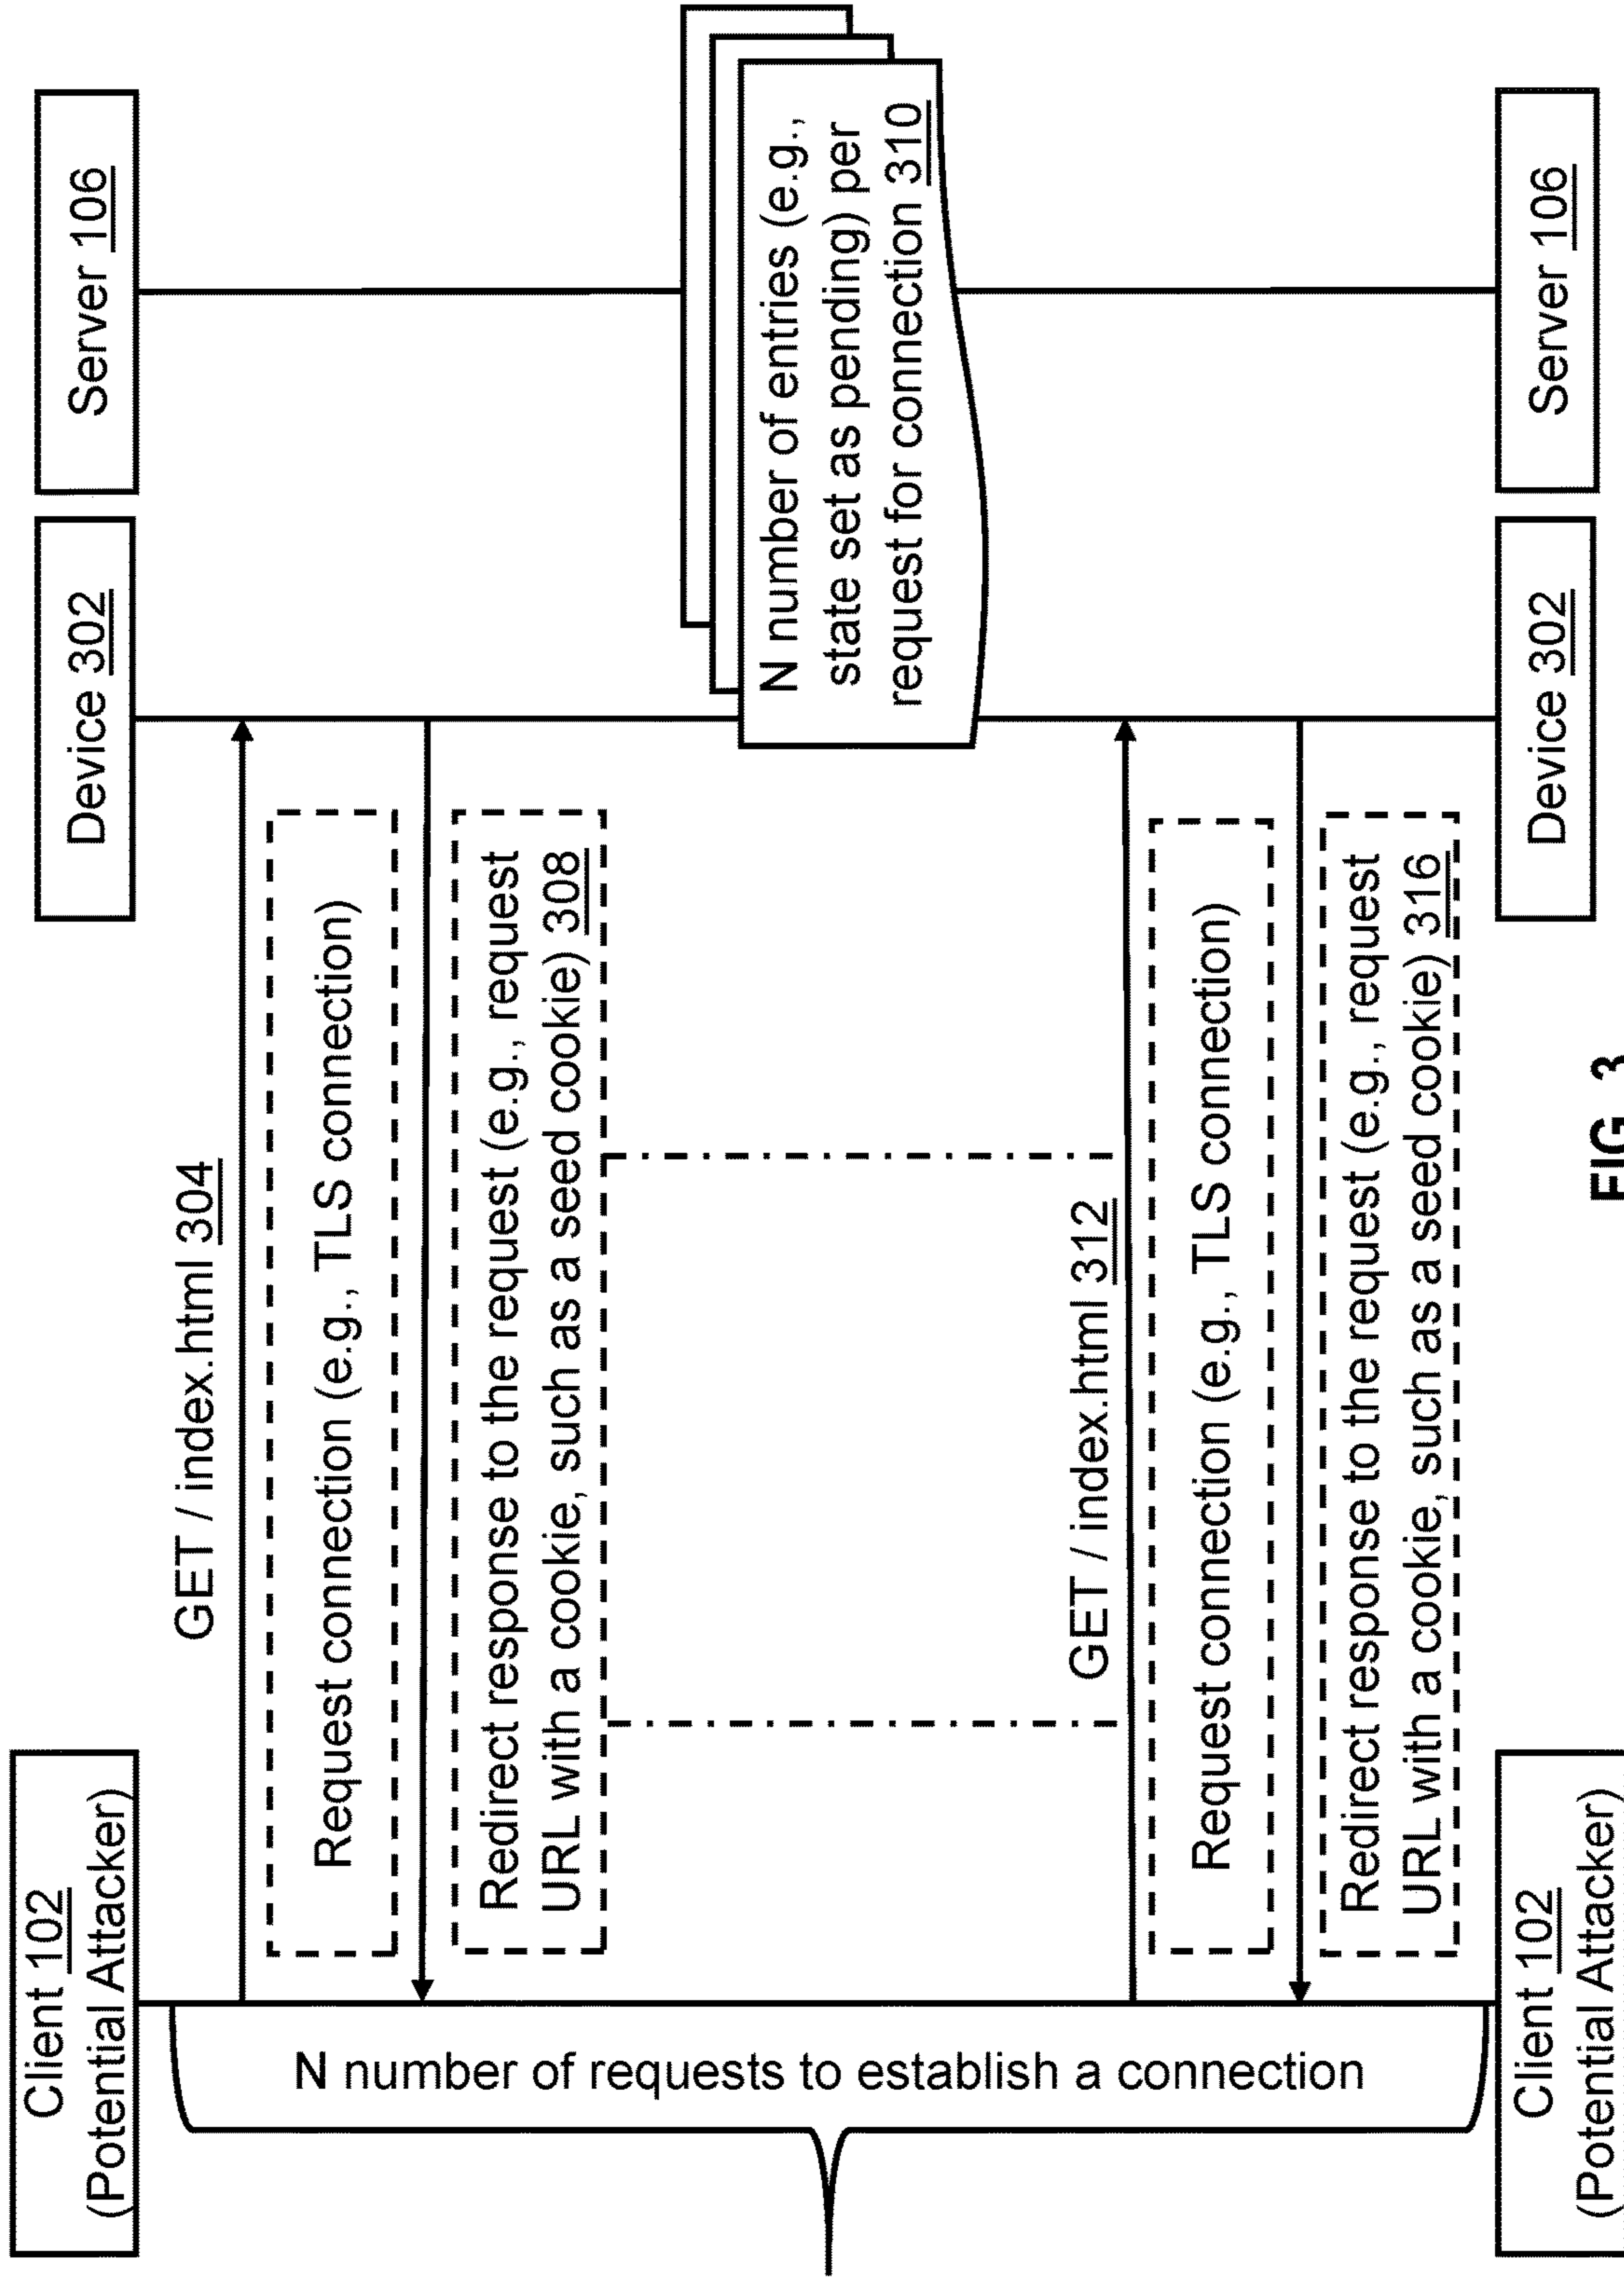 Client 102
(Potential Attacker)
Device 302
Server 106
GET / index.html 304
Request connection (e.g., TLS connection)
Redirect response to the request (e.g., request
URL with a cookie, such as a seed cookie) 308
N number of requests to establish a connection
N number of entries (e.g.,
state set as pending) per
request for connection 310
GET / index.html 312
Request connection (e.g., TLS connection)
Redirect response to the request (e.g., request
URL with a cookie, such as a seed cookie) 316
Client 102
(Potential Attacker)
Device 302
Server 106
FIG. 3